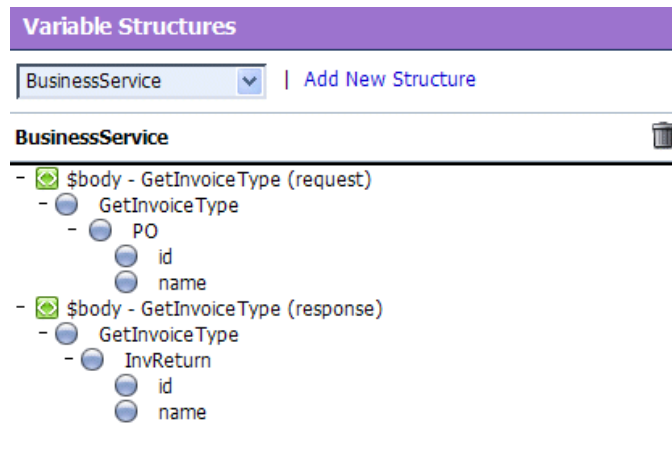 Variable Structures
BusinessService | Add New Structure
BusinessService
- $body - GetInvoiceType (request)
- GetInvoiceType
- PO
id
name
- $body - GetInvoiceType (response)
- GetInvoiceType
- InvReturn
id
name